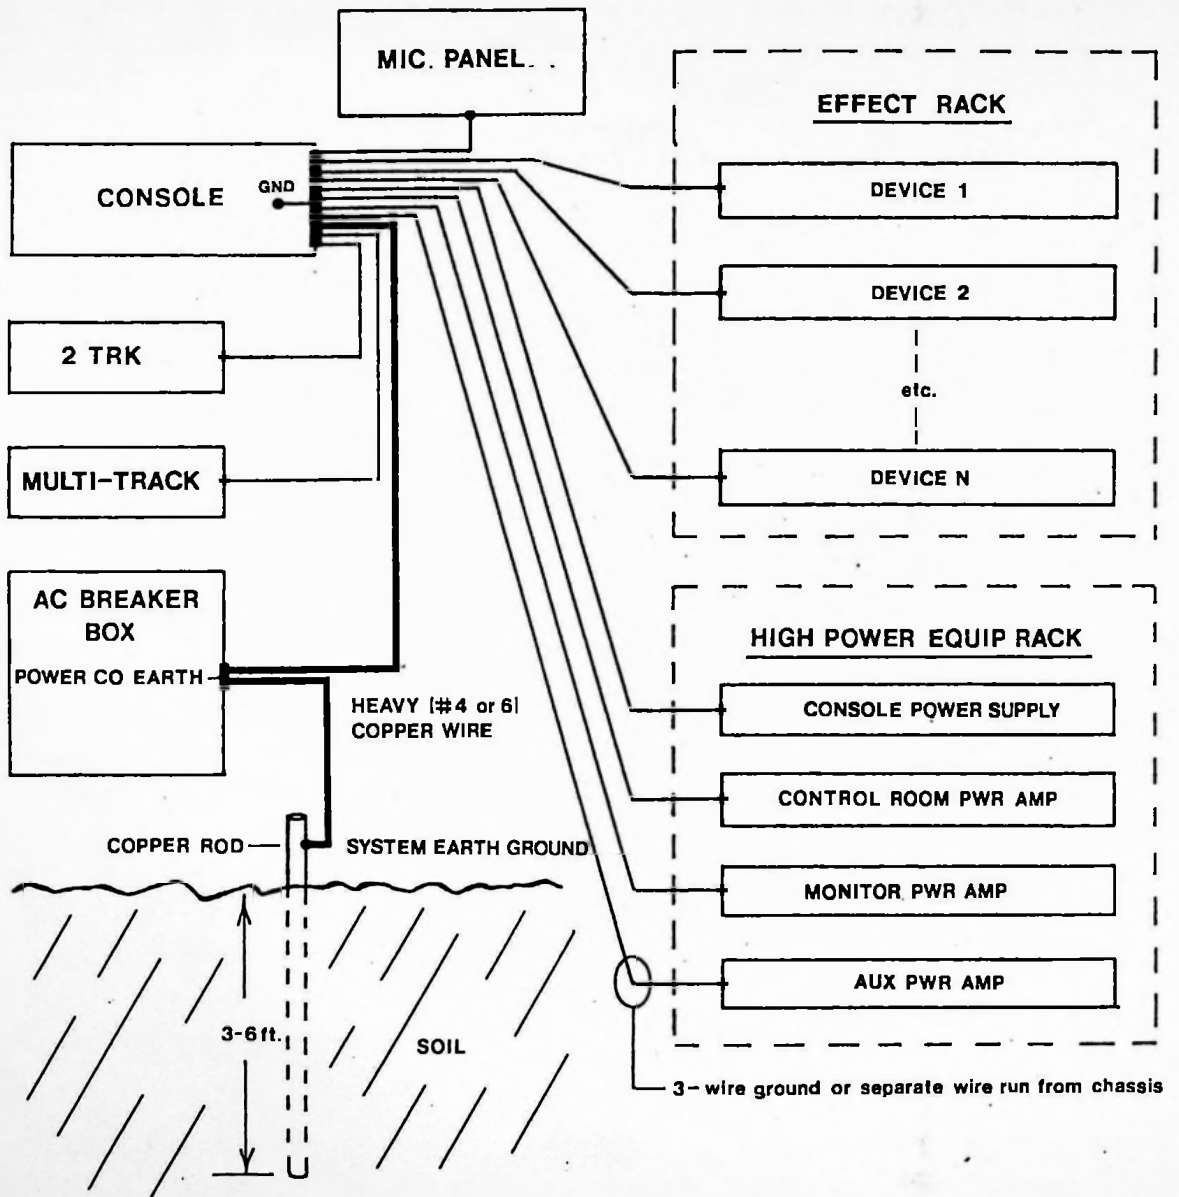 MIC. PANEL
EFFECT RACK
CONSOLE
GND
DEVICE 1
DEVICE 2
etc.
DEVICE N
2 TRK
MULTI-TRACK
AC BREAKER
BOX
POWER CO EARTH
HEAVY (#4 or 6)
COPPER WIRE
COPPER ROD
SYSTEM EARTH GROUND
3-6 ft.
SOIL
HIGH POWER EQUIP RACK
CONSOLE POWER SUPPLY
CONTROL ROOM PWR AMP
MONITOR PWR AMP
AUX PWR AMP
3-wire ground or separate wire run from chassis